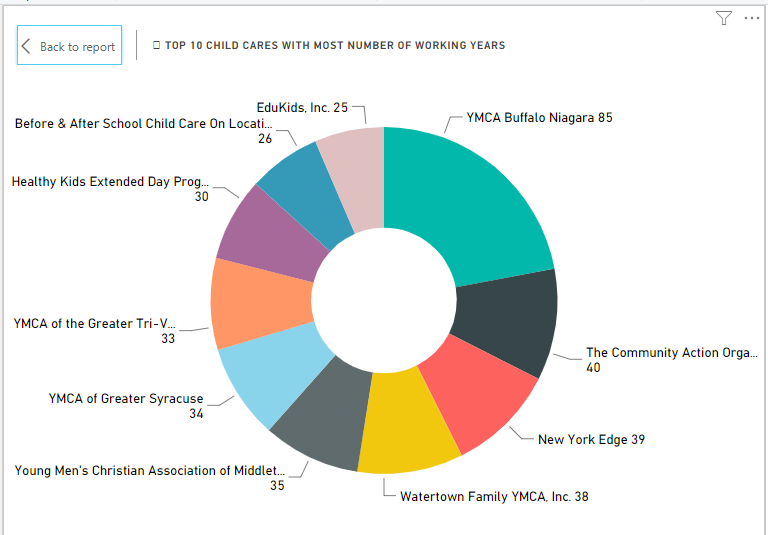 Back to report
TOP 10 CHILD CARES WITH MOST NUMBER OF WORKING YEARS
EduKids, Inc. 25
YMCA Buffalo Niagara 85
Before & After School Child Care On Locati...
26
Healthy Kids Extended Day Prog...
30
YMCA of the Greater Tri-V...
33
The Community Action Orga...
40
YMCA of Greater Syracuse
34
New York Edge 39
Young Men's Christian Association of Middlet...
35
Watertown Family YMCA, Inc. 38